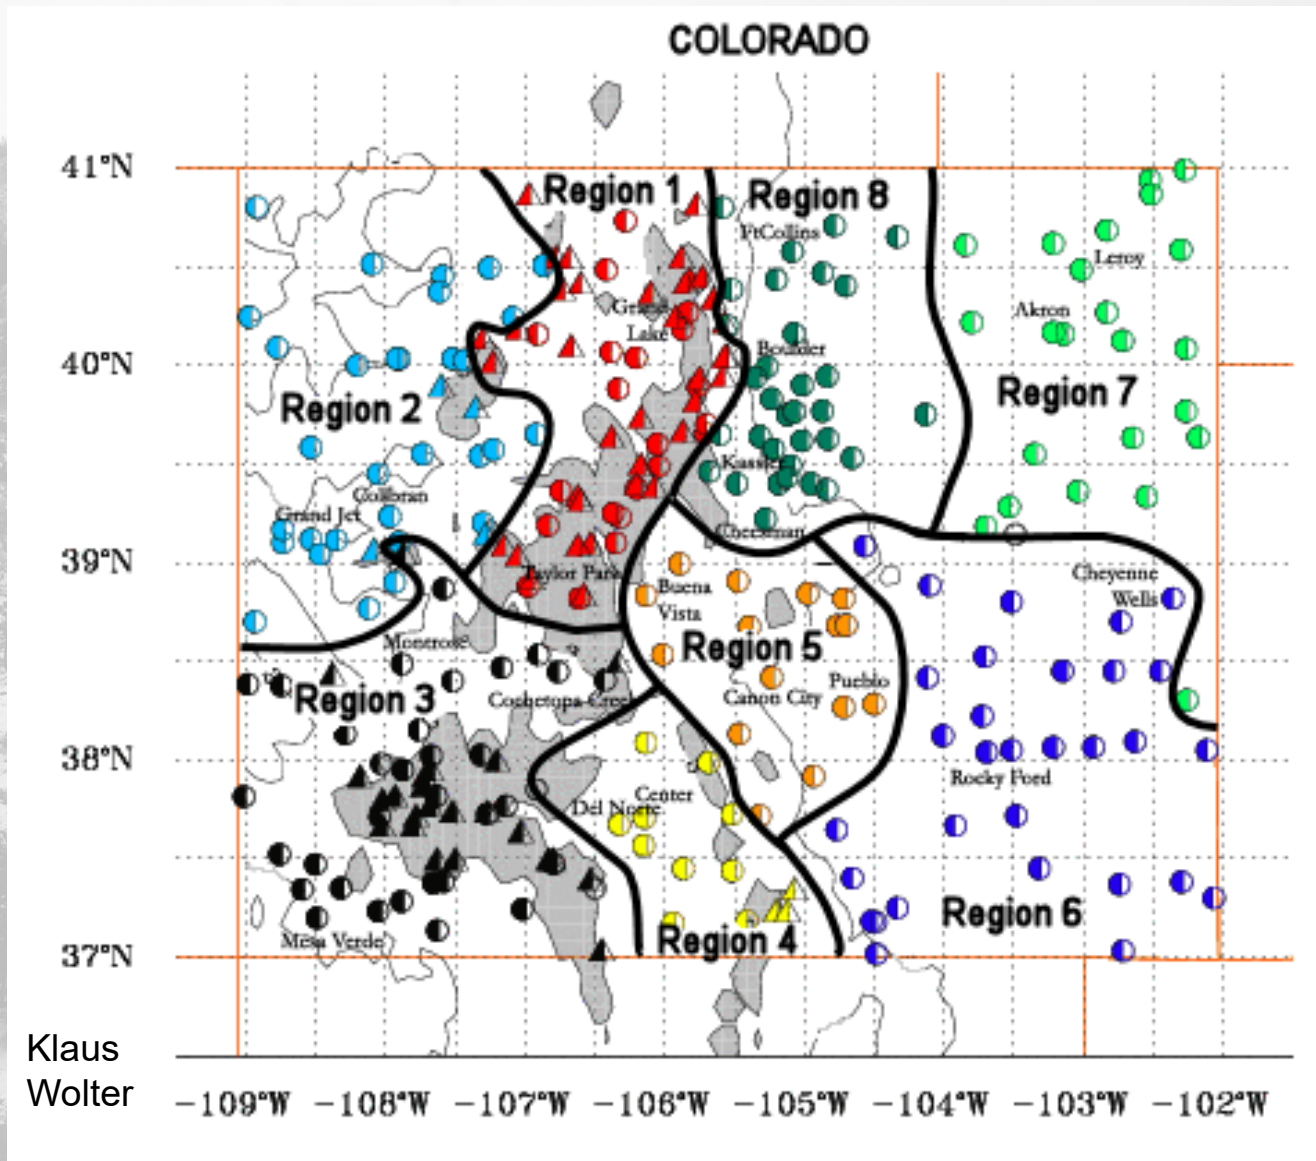 COLORADO
41°N
Region 1
Region 8
FtCollins
Leroy
Grand
Lake
Akron
Boulder
40°N
Region 2
Region 7
Kassler
Collbran
Grand Jct
Cheesman
39°N
Taylor Park
Buena
Vista
Cheyenne
Wells
Montrose
Region 5
Region 3
Cochetopa Creek
Canon City
Pueblo
38°N
Rocky Ford
Del Norte
Center
Region 6
Mesa Verde
Region 4
37°N
Klaus
Wolter
-109°W -108°W -107°W -106°W -105°W -104°W -103°W -102°W